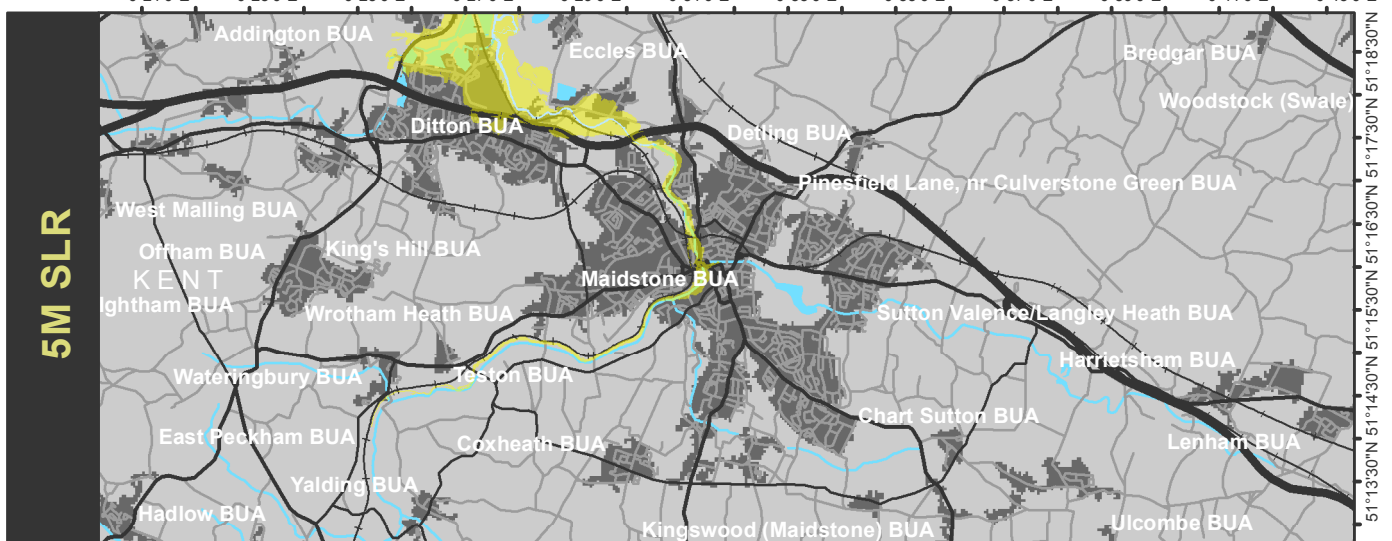 5M SLR
Addington BUA
Eccles BUA
Bredgar BUA
Woodstock (Swale)
Ditton BUA
Detling BUA
Pinesfield Lane, nr Culverstone Green BUA
West Malling BUA
Offham BUA
King's Hill BUA
KENT
Maidstone BUA
Ightham BUA
Wrotham Heath BUA
Sutton Valence/Langley Heath BUA
Harrietsham BUA
Wateringbury BUA
Teston BUA
Chart Sutton BUA
East Peckham BUA
Coxheath BUA
Lenham BUA
Yalding BUA
Hadlow BUA
Kingswood (Maidstone) BUA
Ulcombe BUA
51°18'30"N
51°17'30"N
51°16'30"N
51°15'30"N
51°14'30"N
51°13'30"N